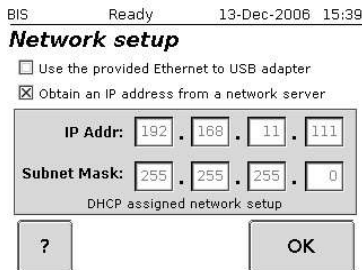 BIS Ready 13-Dec-2006 15:39
Network setup
Use the provided Ethernet to USB adapter
Obtain an IP address from a network server
IP Addr: 192 . 168 . 11 . 111
Subnet Mask: 255 . 255 . 255 . 0
DHCP assigned network setup
? OK